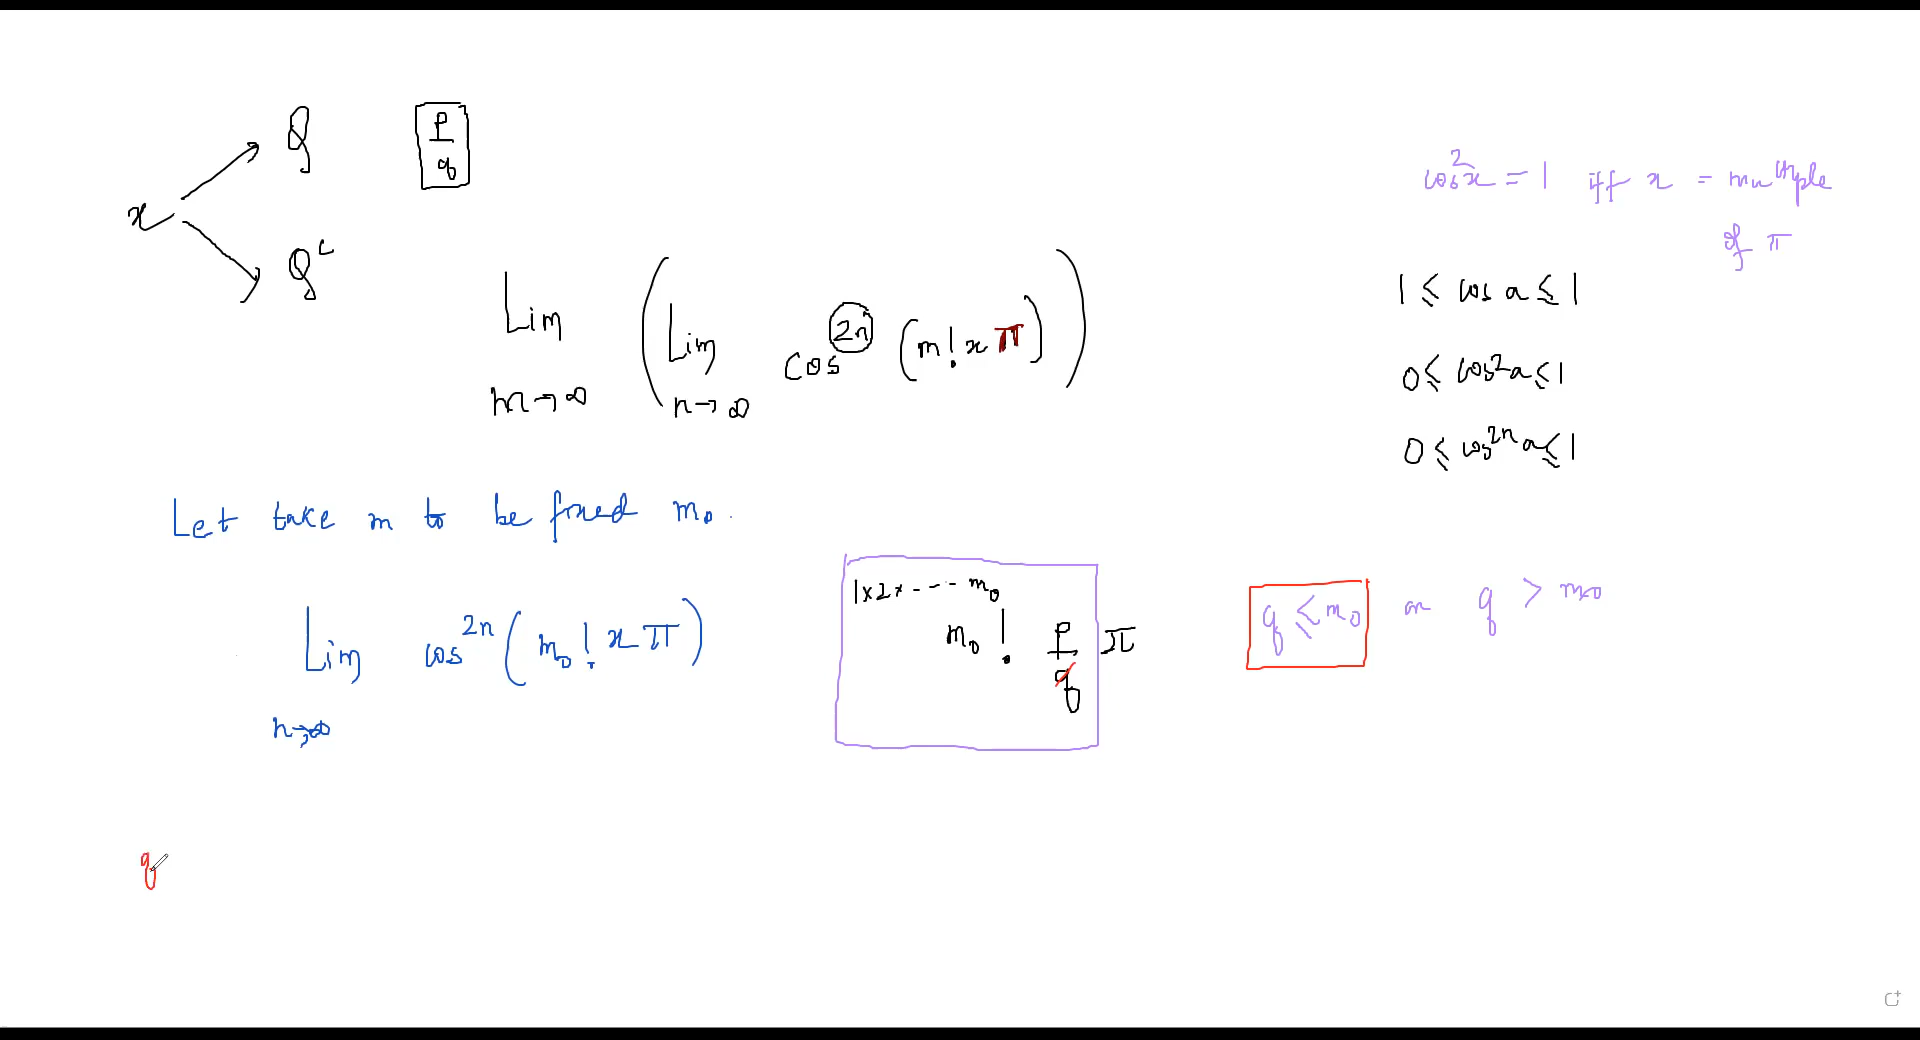 x Q p/q
Q^c
cos²x = 1 iff x = multiple
of π
Lim ( Lim cos^{2n} (m! x π) )
m→∞ n→∞
1 ≤ cos a ≤ 1
0 ≤ cos²a ≤ 1
0 ≤ cos^{2n} a ≤ 1
Let take m to be fixed m₀.
Lim cos^{2n} (m₀! x π)
n→∞
1×2×----m₀
m₀! p/q π
q ≤ m₀ or q > m₀
q